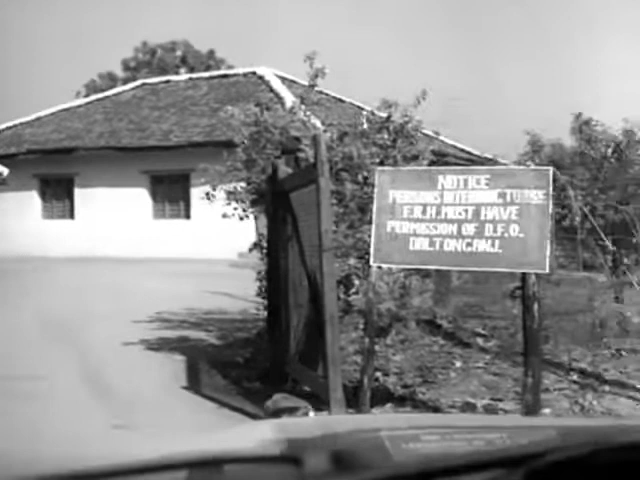 NOTICE
PERSONS INTENDING TO USE
F.R.H. MUST HAVE
PERMISSION OF D.F.O.
DALTONGANJ.